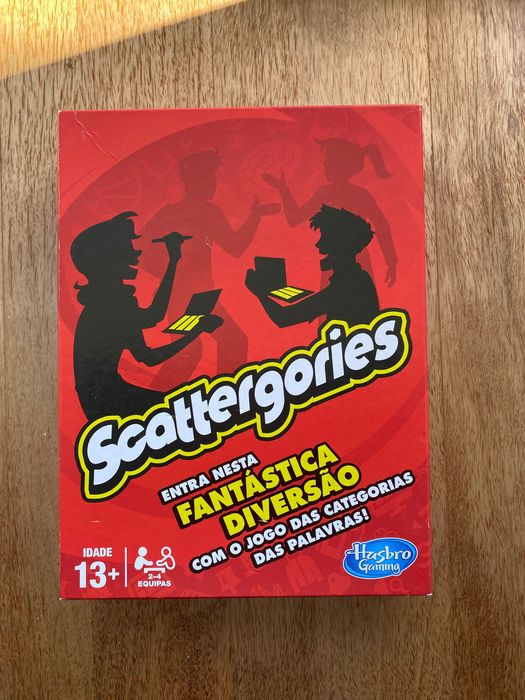 Scattergories
ENTRA NESTA
FANTÁSTICA
DIVERSÃO
COM O JOGO DAS CATEGORIAS
DAS PALAVRAS!
IDADE
13+
2-4
EQUIPAS
Hasbro
Gaming